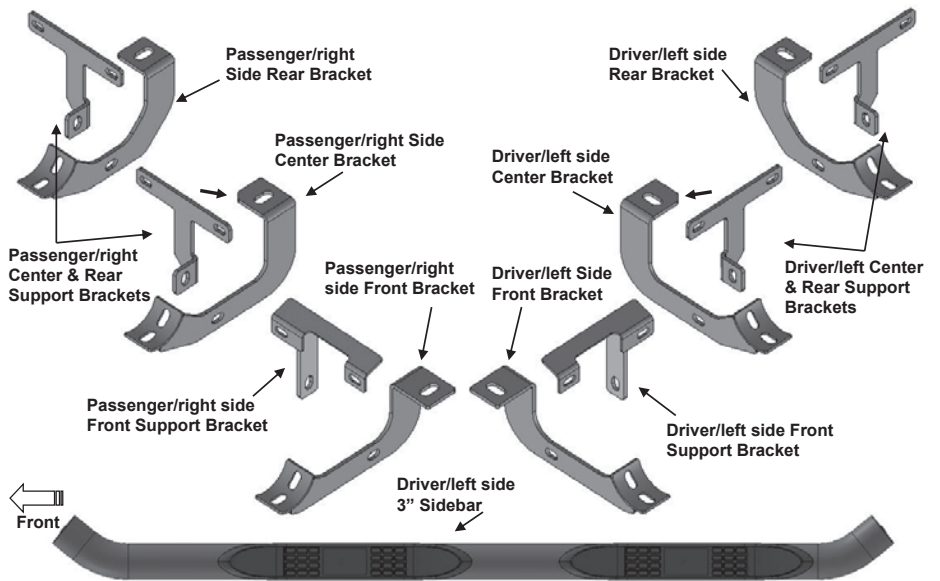 Passenger/right
Side Rear Bracket
Driver/left side
Rear Bracket
Passenger/right Side
Center Bracket
Driver/left side
Center Bracket
Passenger/right
Center & Rear
Support Brackets
Passenger/right
side Front Bracket
Driver/left Side
Front Bracket
Driver/left Center
& Rear Support
Brackets
Passenger/right side
Front Support Bracket
Driver/left side Front
Support Bracket
Driver/left side
3” Sidebar
Front